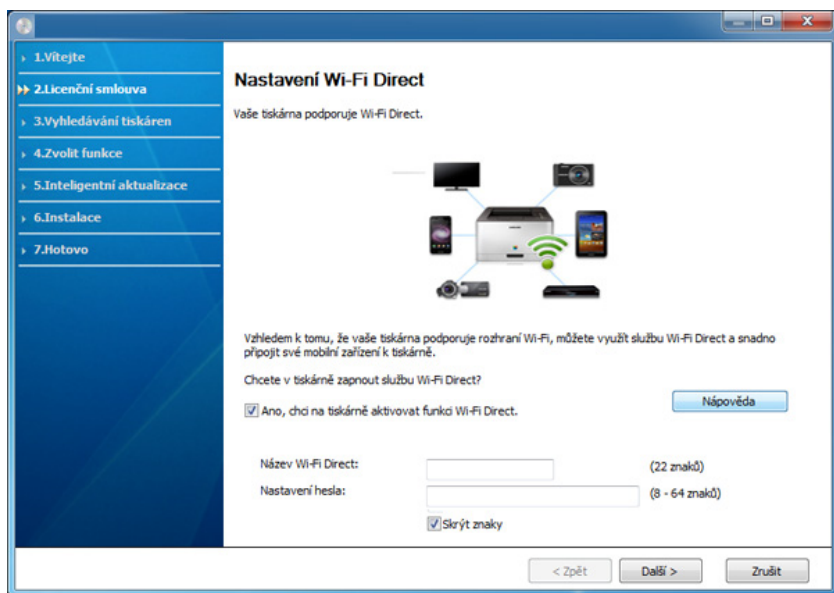 1.Vítejte
2.Licenční smlouva
3.Vyhledávání tiskáren
4.Zvolit funkce
5.Inteligentní aktualizace
6.Instalace
7.Hotovo
Nastavení Wi-Fi Direct
Vaše tiskárna podporuje Wi-Fi Direct.
Vzhledem k tomu, že vaše tiskárna podporuje rozhraní Wi-Fi, můžete využít službu Wi-Fi Direct a snadno
připojit své mobilní zařízení k tiskárně.
Chcete v tiskárně zapnout službu Wi-Fi Direct?
Nápověda
Ano, chci na tiskárně aktivovat funkci Wi-Fi Direct.
Název Wi-Fi Direct: (22 znaků)
Nastavení hesla: (8 - 64 znaků)
Skrýt znaky
< Zpět Další > Zrušit